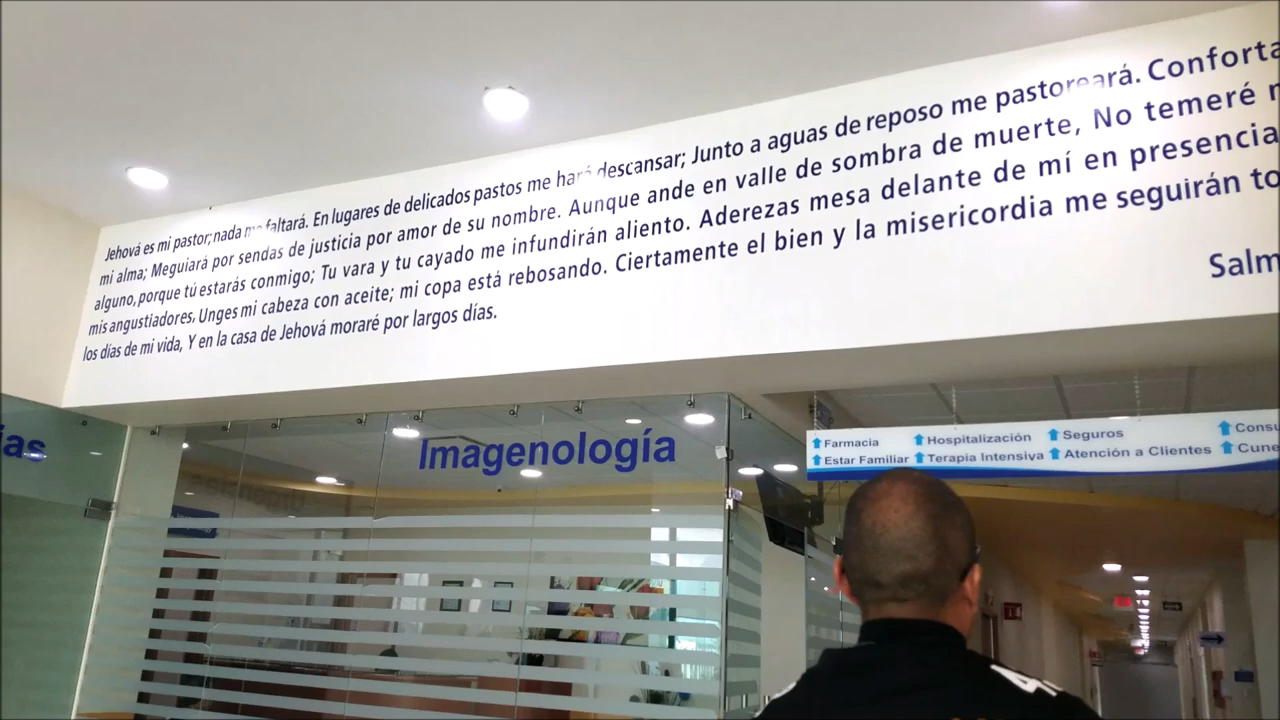 Jehová es mi pastor; nada me faltará. En lugares de delicados pastos me hará descansar; Junto a aguas de reposo me pastoreará. Conforta
mi alma; Meguiará por sendas de justicia por amor de su nombre. Aunque ande en valle de sombra de muerte, No temeré
alguno, porque tú estarás conmigo; Tu vara y tu cayado me infundirán aliento. Aderezas mesa delante de mí en presencia
mis angustiadores, Unges mi cabeza con aceite; mi copa está rebosando. Ciertamente el bien y la misericordia me seguirán to
los días de mi vida, Y en la casa de Jehová moraré por largos días.
Salm
ías
Imagenología
Farmacia Hospitalización Seguros Consu
Estar Familiar Terapia Intensiva Atención a Clientes Cune